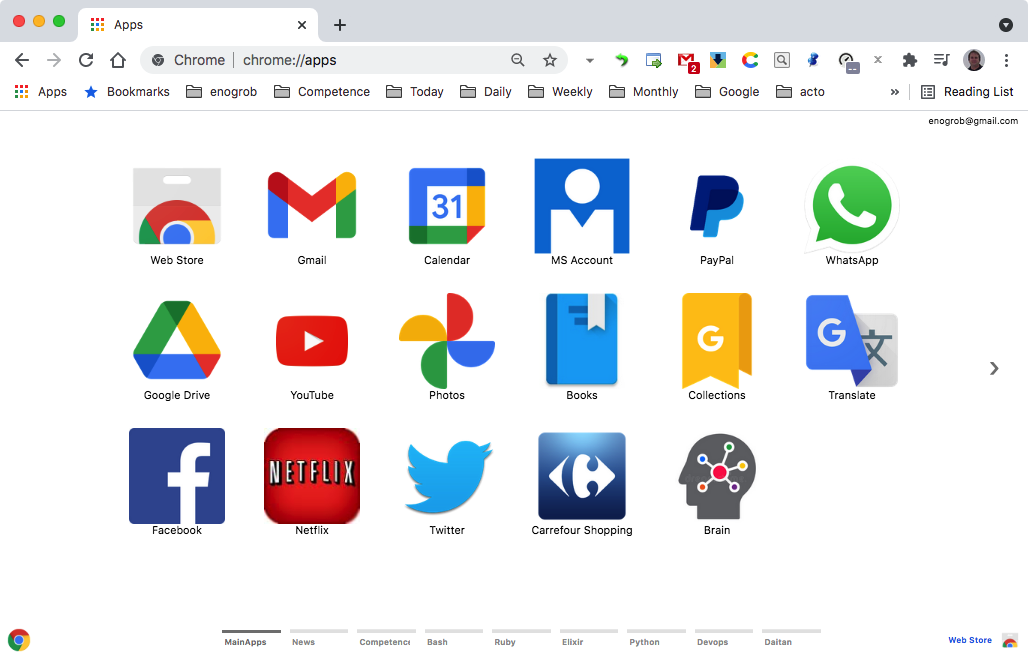 Apps
Chrome chrome://apps
2
Apps Bookmarks enogrob Competence Today Daily Weekly Monthly Google acto » Reading List
enogrob@gmail.com
31
Web Store Gmail Calendar MS Account PayPal WhatsApp
G G 文
Google Drive YouTube Photos Books Collections Translate
NETFLIX
Facebook Netflix Twitter Carrefour Shopping Brain
MainApps News Competence Bash Ruby Elixir Python Devops Daitan Web Store